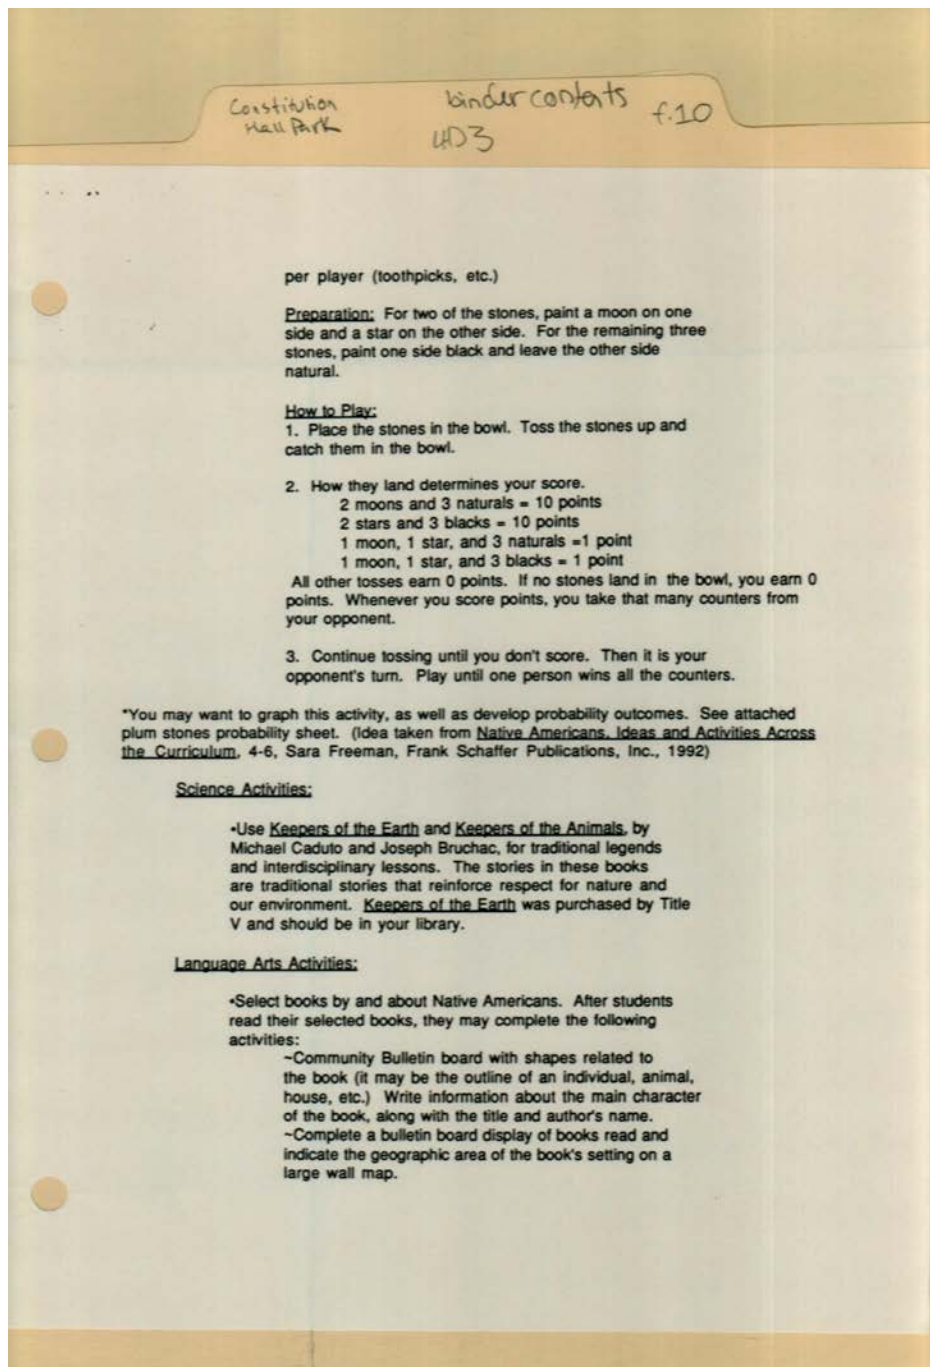 Constitution
Hall Park
binder contents
4D3
f.10
per player (toothpicks, etc.)
Preparation: For two of the stones, paint a moon on one
side and a star on the other side. For the remaining three
stones, paint one side black and leave the other side
natural.
How to Play:
1. Place the stones in the bowl. Toss the stones up and
catch them in the bowl.
2. How they land determines your score.
2 moons and 3 naturals = 10 points
2 stars and 3 blacks = 10 points
1 moon, 1 star, and 3 naturals =1 point
1 moon, 1 star, and 3 blacks = 1 point
All other tosses earn 0 points. If no stones land in the bowl, you earn 0
points. Whenever you score points, you take that many counters from
your opponent.
3. Continue tossing until you don't score. Then it is your
opponent's turn. Play until one person wins all the counters.
*You may want to graph this activity, as well as develop probability outcomes. See attached
plum stones probability sheet. (Idea taken from Native Americans, Ideas and Activities Across
the Curriculum, 4-6, Sara Freeman, Frank Schaffer Publications, Inc., 1992)
Science Activities:
•Use Keepers of the Earth and Keepers of the Animals, by
Michael Caduto and Joseph Bruchac, for traditional legends
and interdisciplinary lessons. The stories in these books
are traditional stories that reinforce respect for nature and
our environment. Keepers of the Earth was purchased by Title
V and should be in your library.
Language Arts Activities:
•Select books by and about Native Americans. After students
read their selected books, they may complete the following
activities:
~Community Bulletin board with shapes related to
the book (it may be the outline of an individual, animal,
house, etc.) Write information about the main character
of the book, along with the title and author's name.
~Complete a bulletin board display of books read and
indicate the geographic area of the book's setting on a
large wall map.